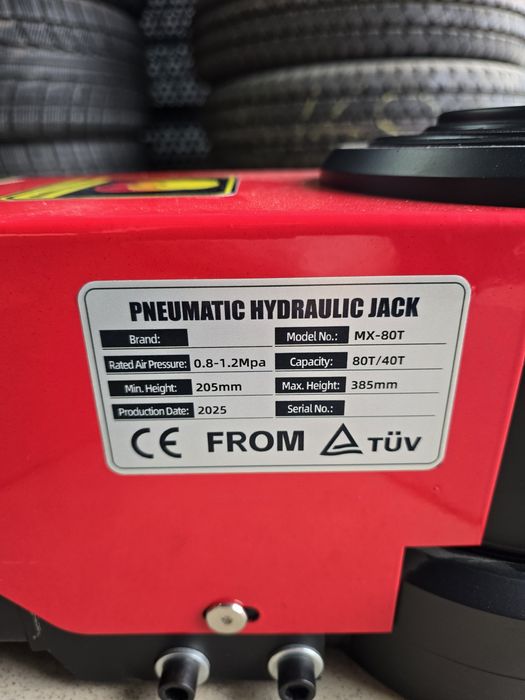 PNEUMATIC HYDRAULIC JACK
Brand: Model No.: MX-80T
Rated Air Pressure: 0.8-1.2Mpa Capacity: 80T/40T
Min. Height: 205mm Max. Height: 385mm
Production Date: 2025 Serial No.:
CE FROM TÜV